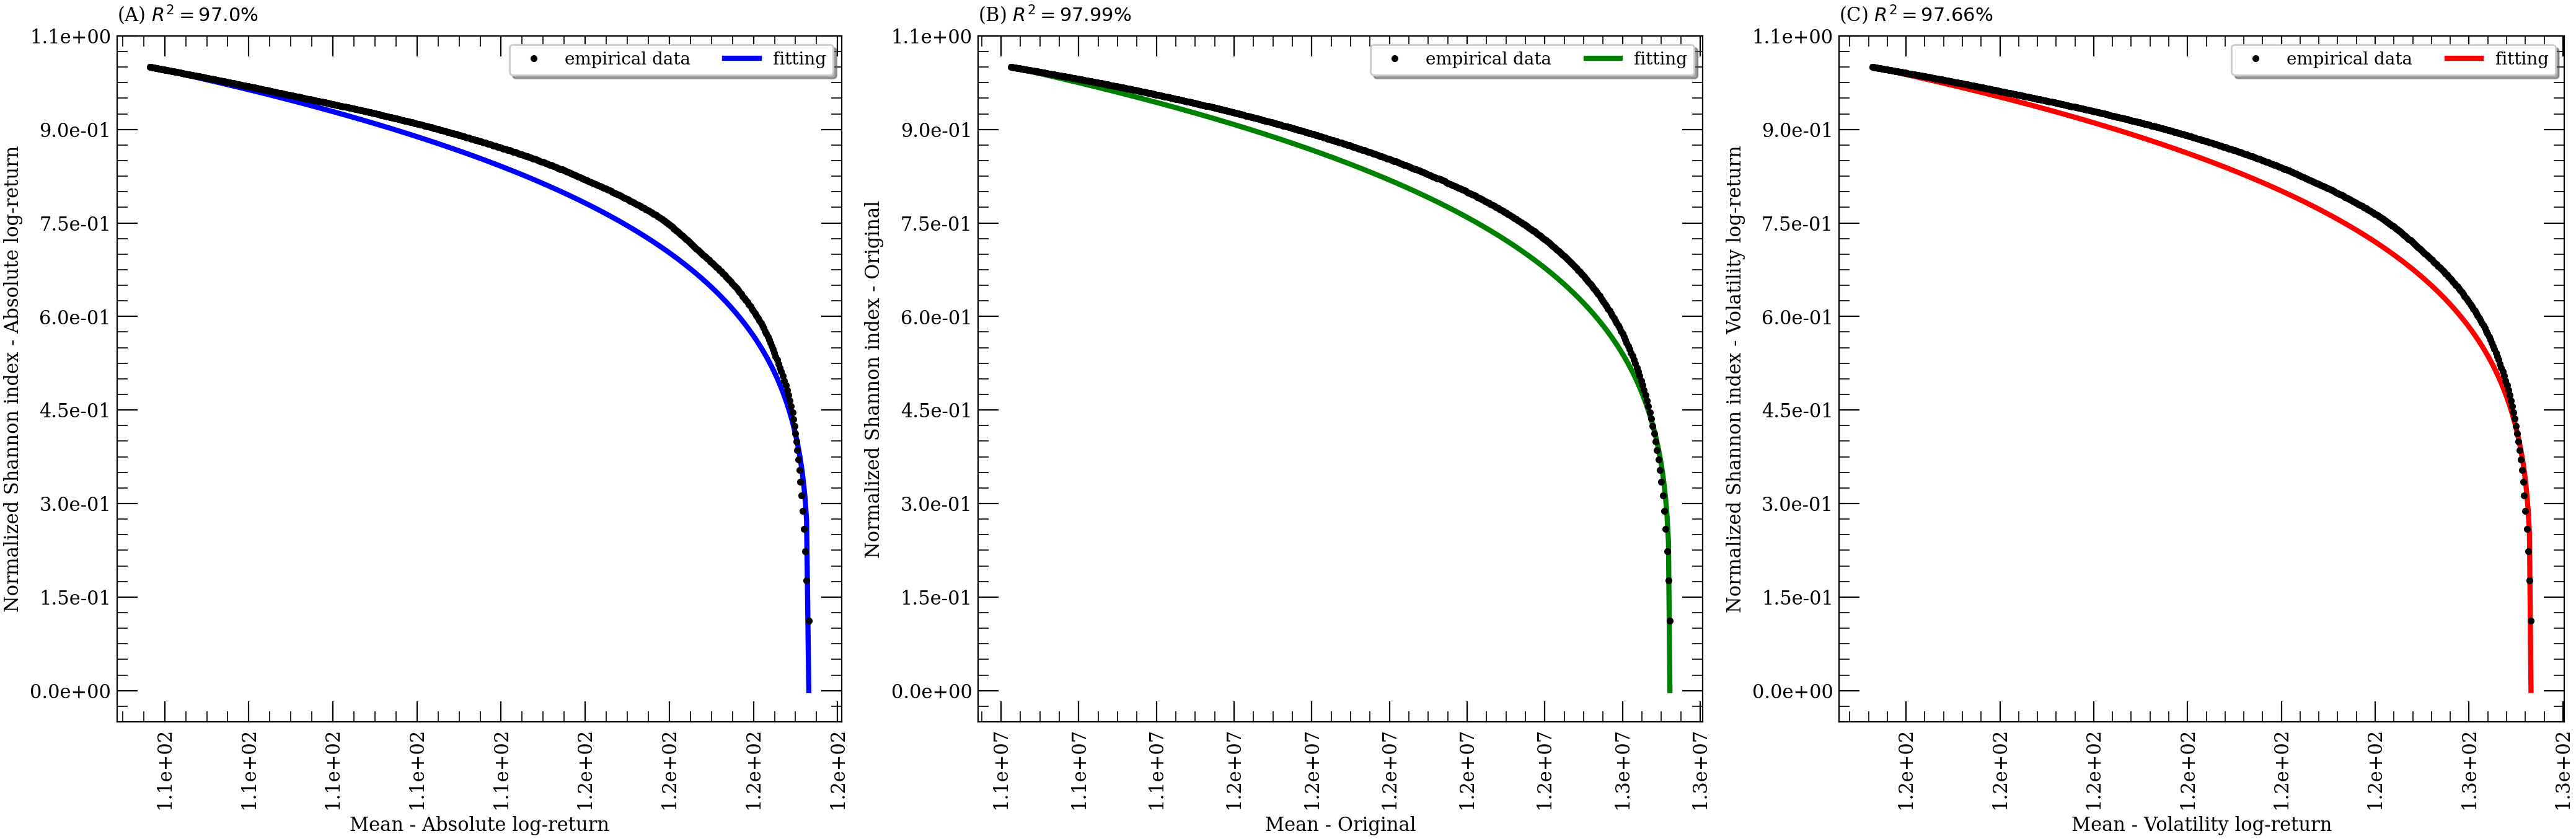 (A) R² = 97.0%
1.1e+00
9.0e-01
7.5e-01
6.0e-01
4.5e-01
3.0e-01
1.5e-01
0.0e+00
Normalized Shannon index - Absolute log-return
empirical data
fitting
1.1e+02
1.1e+02
1.1e+02
1.1e+02
1.1e+02
1.2e+02
1.2e+02
1.2e+02
1.2e+02
Mean - Absolute log-return
(B) R² = 97.99%
1.1e+00
9.0e-01
7.5e-01
6.0e-01
4.5e-01
3.0e-01
1.5e-01
0.0e+00
Normalized Shannon index - Original
empirical data
fitting
1.1e+07
1.1e+07
1.1e+07
1.2e+07
1.2e+07
1.2e+07
1.2e+07
1.2e+07
1.3e+07
1.3e+07
Mean - Original
(C) R² = 97.66%
1.1e+00
9.0e-01
7.5e-01
6.0e-01
4.5e-01
3.0e-01
1.5e-01
0.0e+00
Normalized Shannon index - Volatility log-return
empirical data
fitting
1.2e+02
1.2e+02
1.2e+02
1.2e+02
1.2e+02
1.2e+02
1.3e+02
1.3e+02
Mean - Volatility log-return